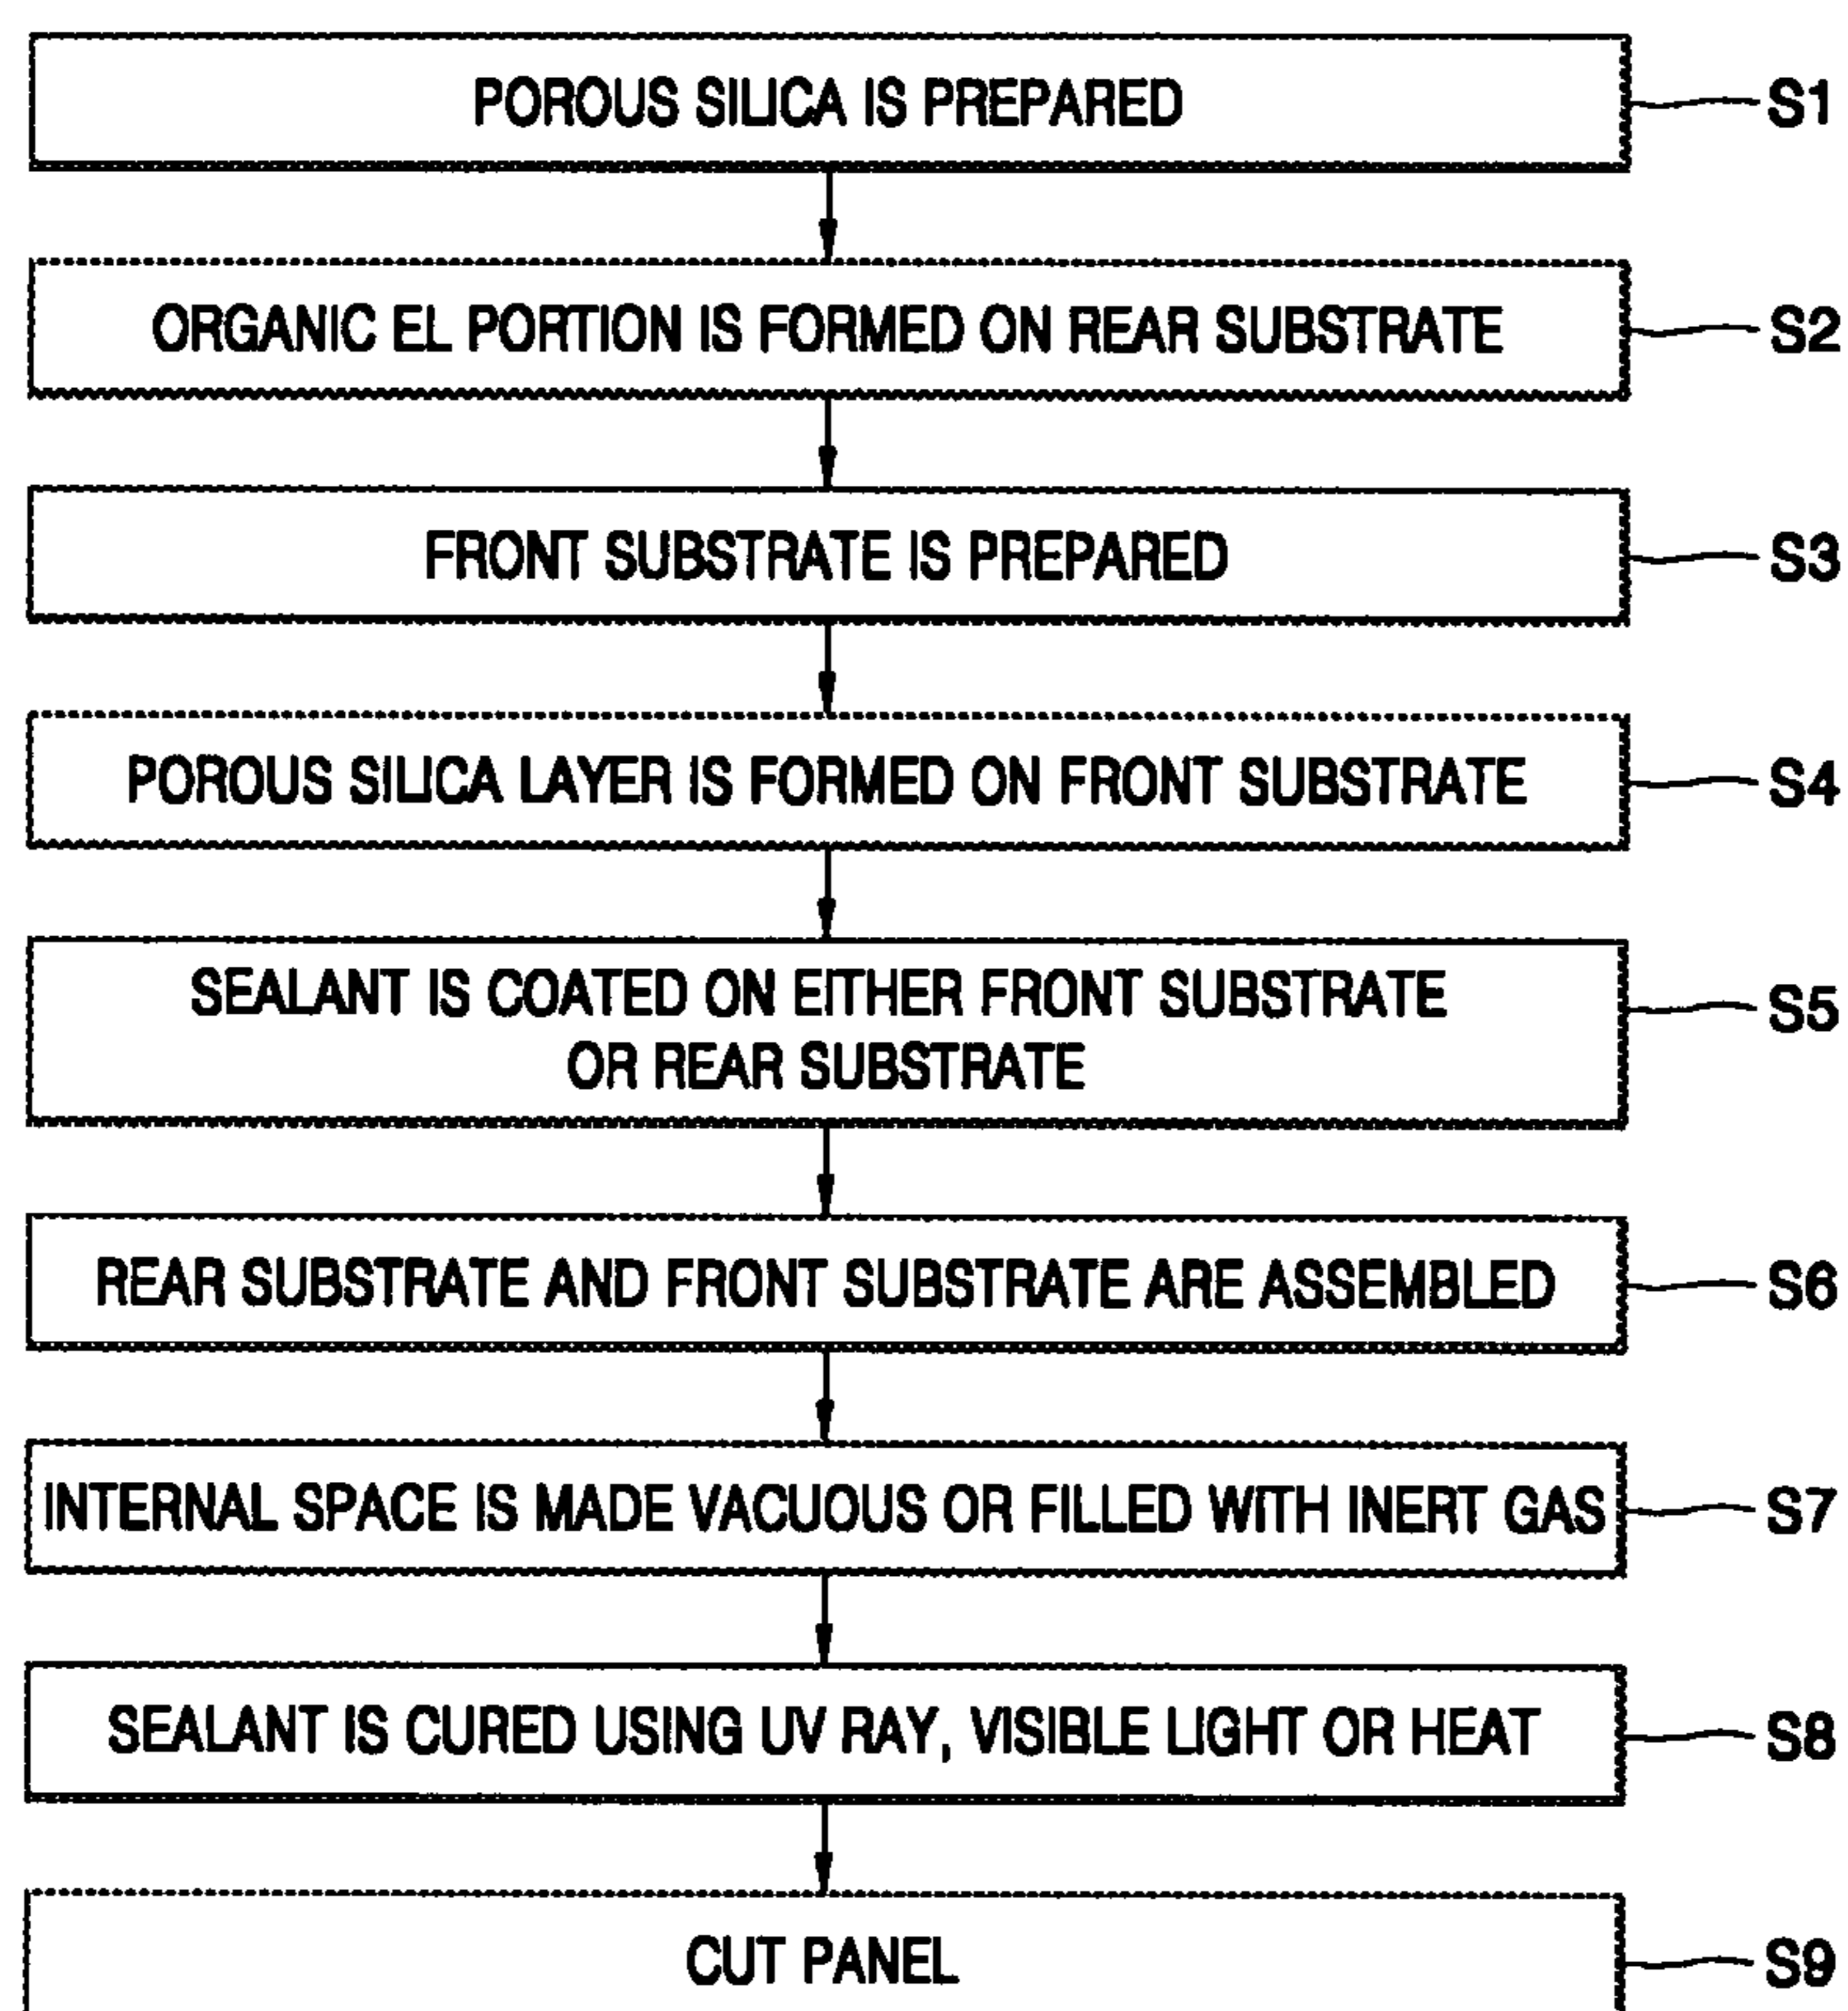 POROUS SILICA IS PREPARED
S1
ORGANIC EL PORTION IS FORMED ON REAR SUBSTRATE
S2
FRONT SUBSTRATE IS PREPARED
S3
POROUS SILICA LAYER IS FORMED ON FRONT SUBSTRATE
S4
SEALANT IS COATED ON EITHER FRONT SUBSTRATE
OR REAR SUBSTRATE
S5
REAR SUBSTRATE AND FRONT SUBSTRATE ARE ASSEMBLED
S6
INTERNAL SPACE IS MADE VACUOUS OR FILLED WITH INERT GAS
S7
SEALANT IS CURED USING UV RAY, VISIBLE LIGHT OR HEAT
S8
CUT PANEL
S9